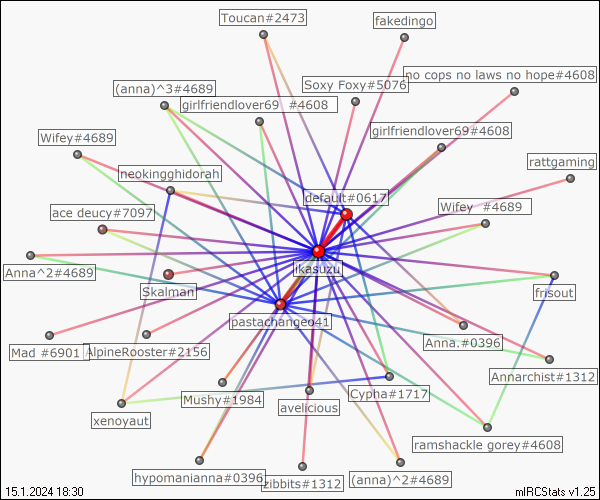 Toucan#2473
fakedingo
no cops no laws no hope#4608
Soxy Foxy#5076
(anna)^3#4689
girlfriendlover69 #4608
girlfriendlover69#4608
Wifey#4689
rattgaming
neokingghidorah
default#0617
ace deucy#7097
Wifey #4689
ikasuzu
Anna^2#4689
Skalman
frisout
pastachangeo41
Anna.#0396
Mad #6901
AlpineRooster#2156
Annarchist#1312
Mushy#1984
Cypha#1717
avelicious
xenoyaut
ramshackle gorey#4608
hypomanianna#0396
zibbits#1312
(anna)^2#4689
15.1.2024 18:30
mIRCStats v1.25